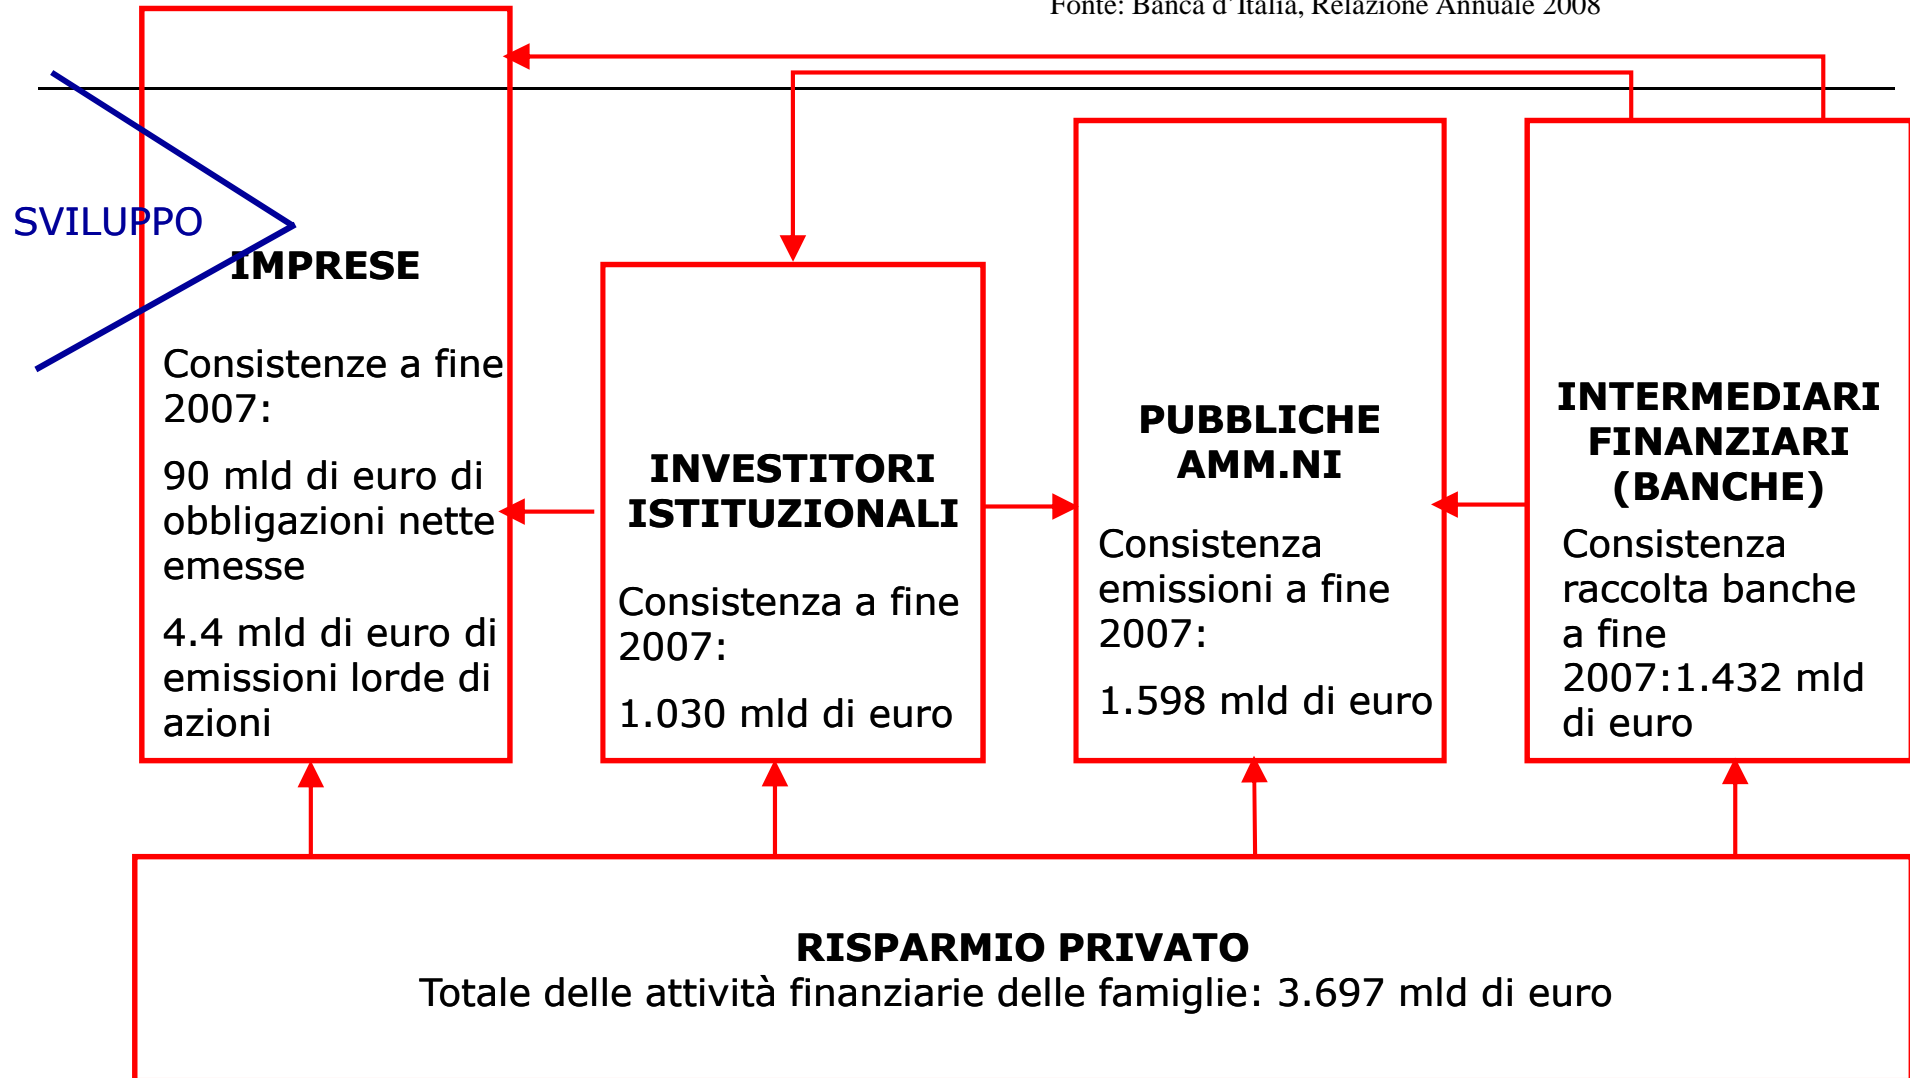 Fonte: Banca d'Italia, Relazione Annuale 2008
SVILUPPO
IMPRESE
Consistenze a fine
2007:
90 mld di euro di
obbligazioni nette
emesse
4.4 mld di euro di
emissioni lorde di
azioni
INVESTITORI
ISTITUZIONALI
Consistenza a fine
2007:
1.030 mld di euro
PUBBLICHE
AMM.NI
Consistenza
emissioni a fine
2007:
1.598 mld di euro
INTERMEDIARI
FINANZIARI
(BANCHE)
Consistenza
raccolta banche
a fine
2007:1.432 mld
di euro
RISPARMIO PRIVATO
Totale delle attività finanziarie delle famiglie: 3.697 mld di euro